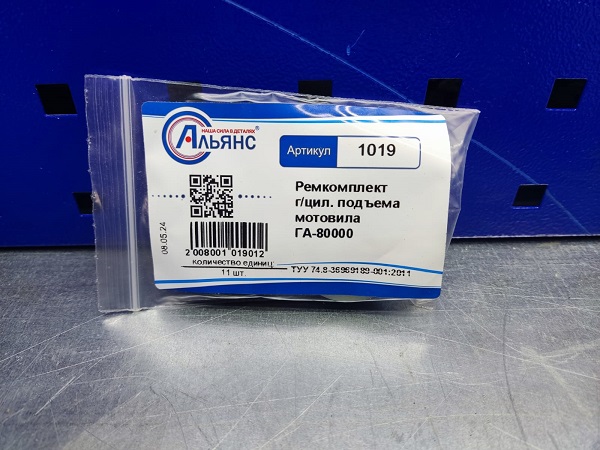 НАША СИЛА В ДЕТАЛЯХ
АЛЬЯНС®
Артикул 1019
Ремкомплект
г/цил. подъема
мотовила
ГА-80000
08.05.24
2 008001 019012
количество единиц:
11 шт.
ТУУ 74.8-36969189-001:2011